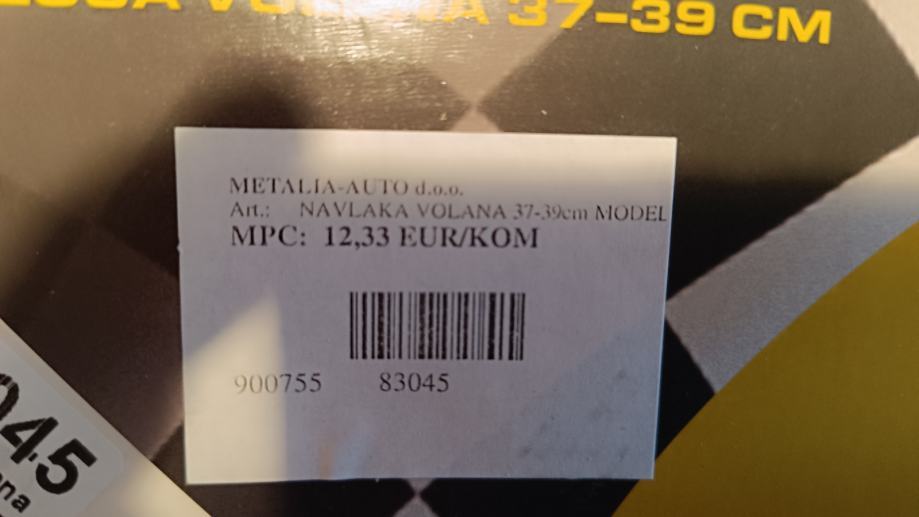 VOLANA 37-39 CM
METALIA-AUTO d.o.o.
Art.: NAVLAKA VOLANA 37-39cm MODEL
MPC: 12,33 EUR/KOM
900755 83045
045